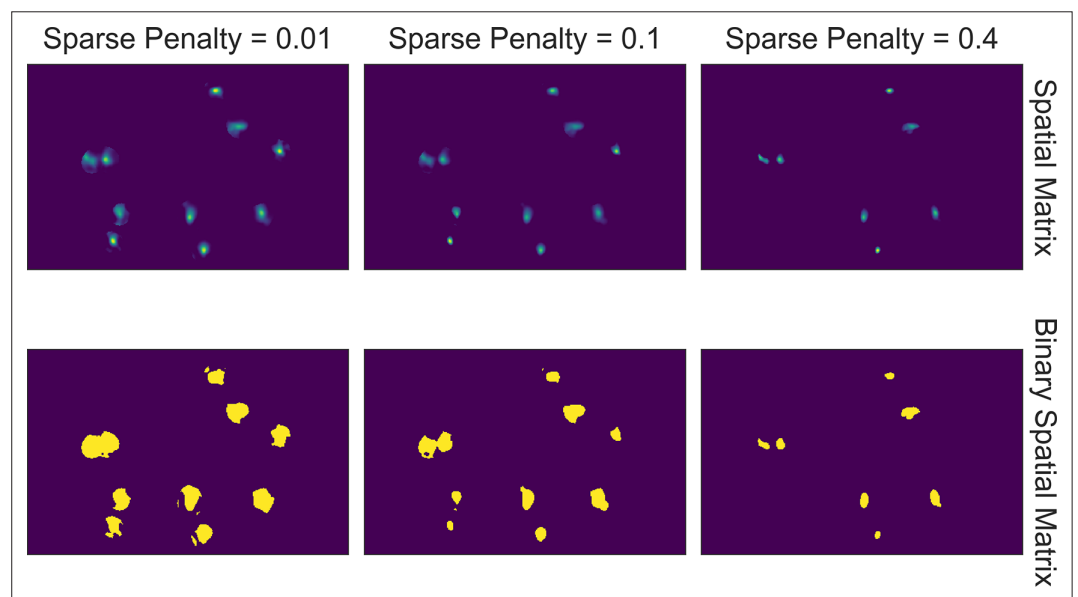 Sparse Penalty = 0.01
Sparse Penalty = 0.1
Sparse Penalty = 0.4
Spatial Matrix
Binary Spatial Matrix